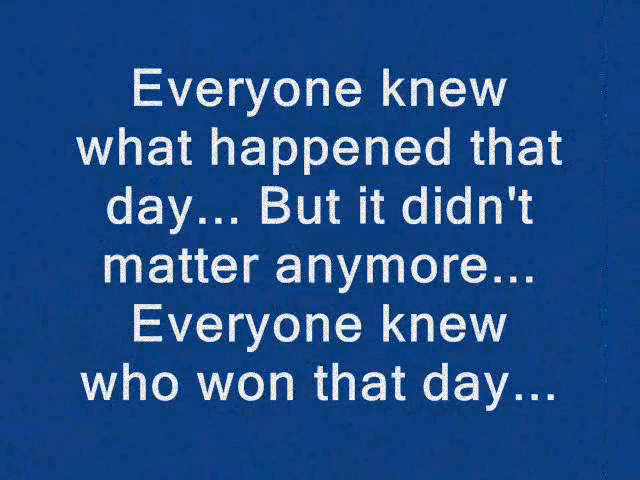 Everyone knew
what happened that
day... But it didn't
matter anymore...
Everyone knew
who won that day...